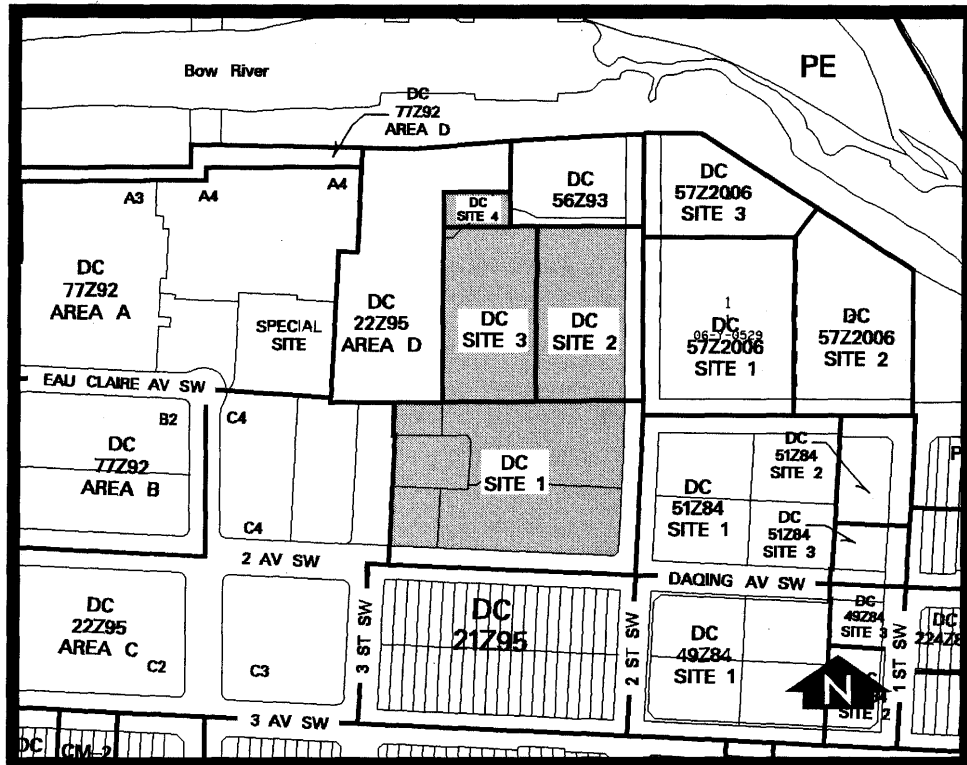 Bow River
PE
DC
77Z92
AREA D
A3
A4
A4
DC
SITE 4
DC
56Z93
DC
57Z2006
SITE 3
DC
77Z92
AREA A
SPECIAL
SITE
DC
22Z95
AREA D
DC
SITE 3
DC
SITE 2
1
DC
57Z2006
SITE 1
DC
57Z2006
SITE 2
EAU CLAIRE AV SW
B2
C4
DC
77Z92
AREA B
DC
SITE 1
DC
51Z84
SITE 2
DC
51Z84
SITE 1
DC
51Z84
SITE 3
C4
2 AV SW
DAQING AV SW
DC
22Z95
AREA C
C2
C3
3 ST SW
DC
21Z95
2 ST SW
DC
49Z84
SITE 1
DC
49Z84
SITE 3
1 ST SW
DC
N
SITE 2
3 AV SW
DC
CM-2